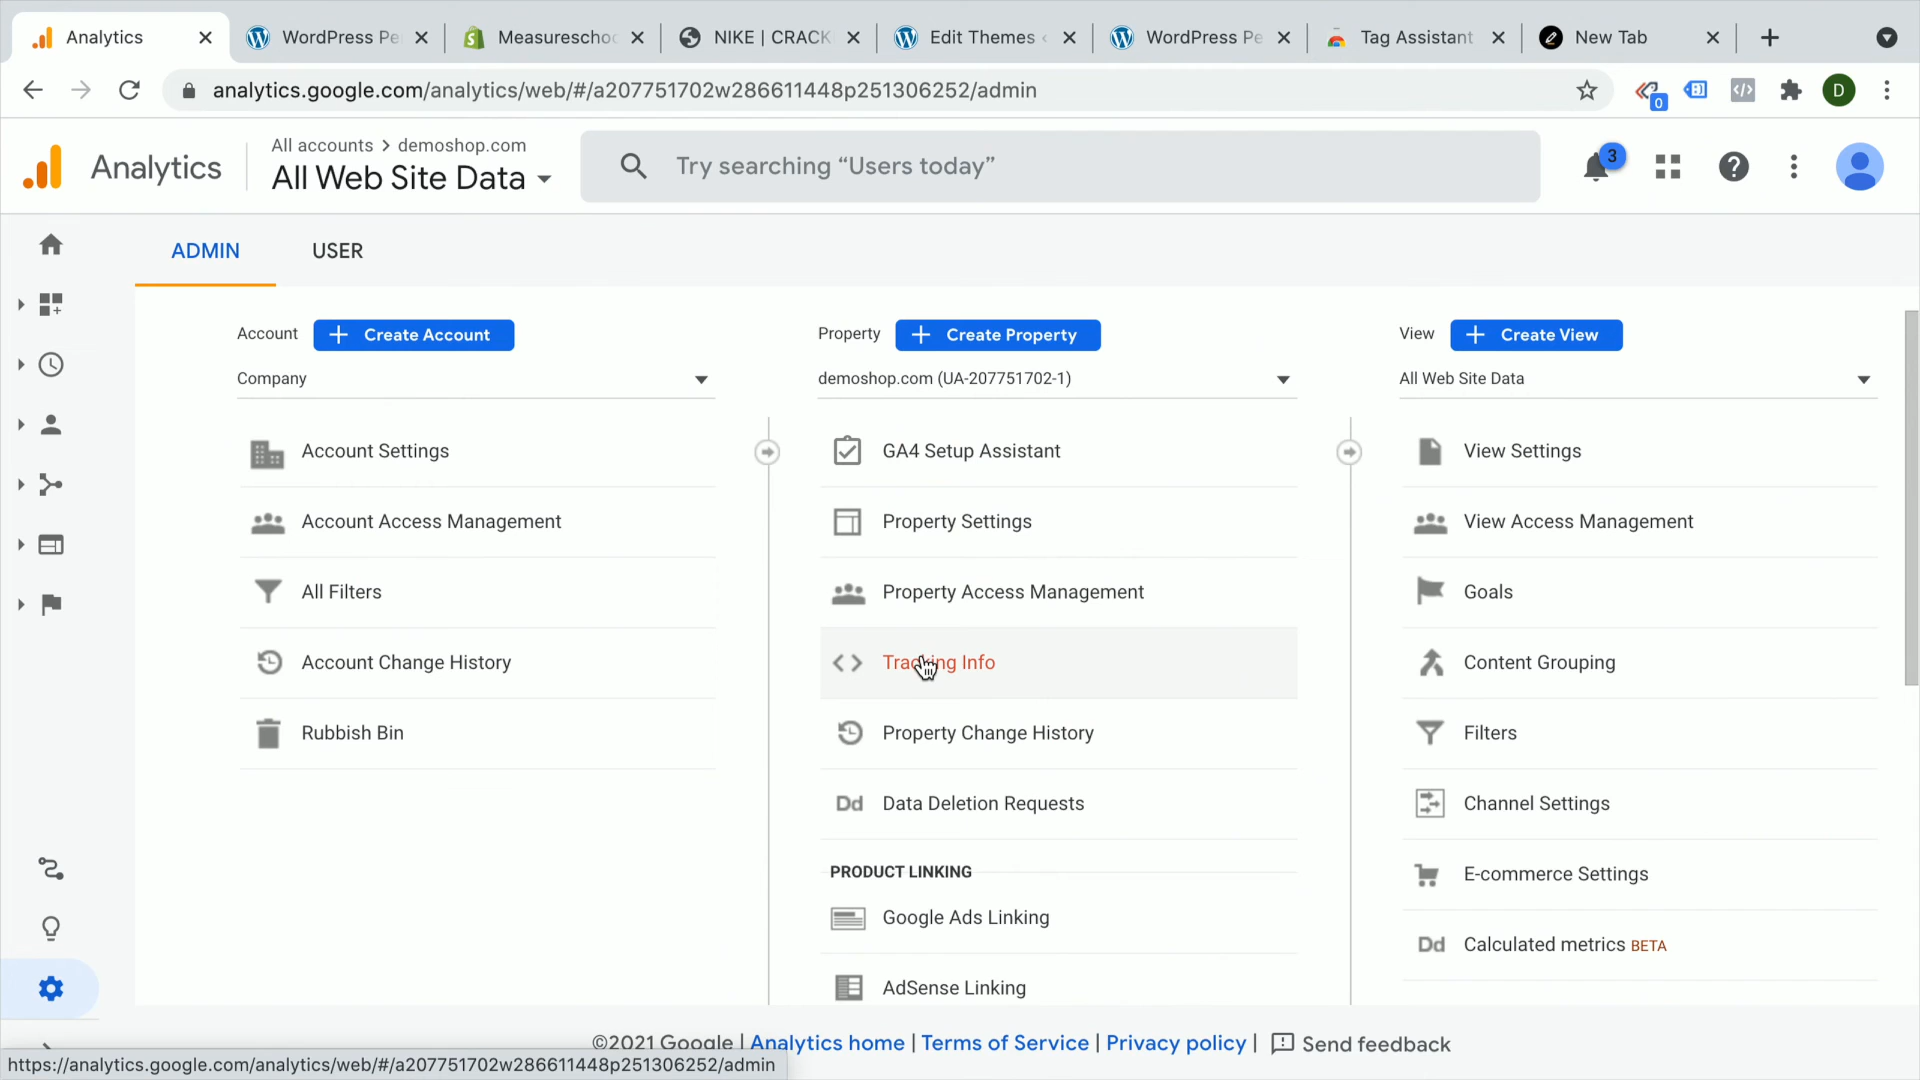 Analytics
WordPress Pe
Measurescho
NIKE | CRACK
Edit Themes
WordPress Pe
Tag Assistant
New Tab
analytics.google.com/analytics/web/#/a207751702w286611448p251306252/admin
0
D
Analytics
All accounts > demoshop.com
All Web Site Data
Try searching “Users today”
3
ADMIN
USER
Account
Create Account
Company
Account Settings
Account Access Management
All Filters
Account Change History
Rubbish Bin
Property
Create Property
demoshop.com (UA-207751702-1)
GA4 Setup Assistant
Property Settings
Property Access Management
Tracking Info
Property Change History
Dd Data Deletion Requests
PRODUCT LINKING
Google Ads Linking
AdSense Linking
View
Create View
All Web Site Data
View Settings
View Access Management
Goals
Content Grouping
Filters
Channel Settings
E-commerce Settings
Dd Calculated metrics BETA
©2021 Google | Analytics home | Terms of Service | Privacy policy | Send feedback
https://analytics.google.com/analytics/web/#/a207751702w286611448p251306252/admin